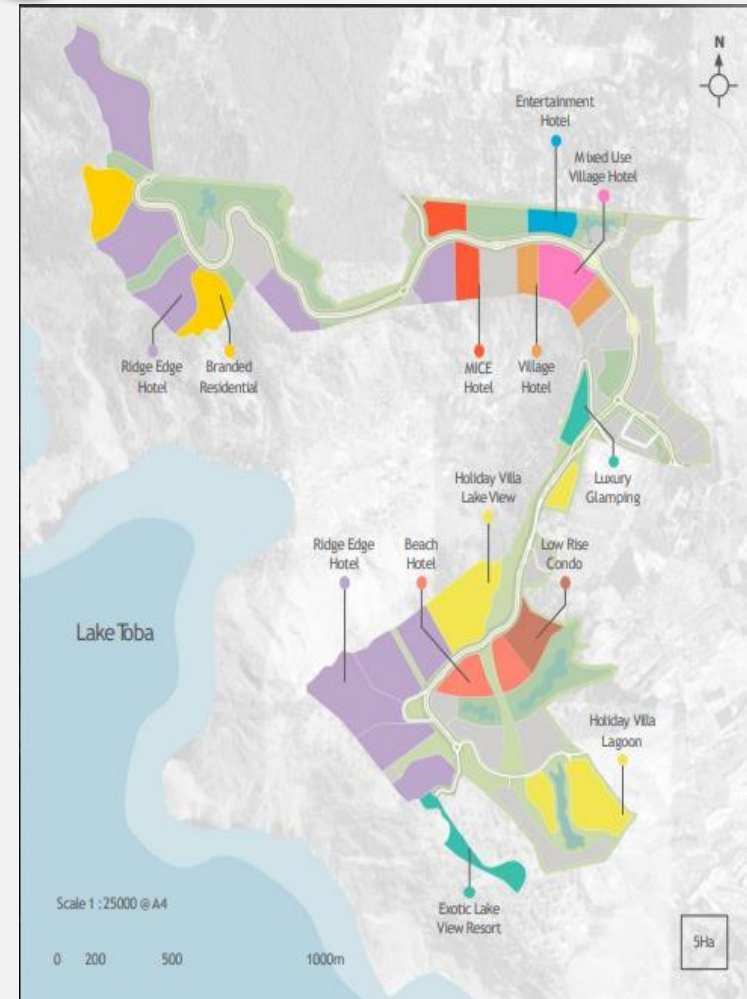 N
Entertainment
Hotel
Mixed Use
Village Hotel
Ridge Edge
Hotel
Branded
Residential
MICE
Hotel
Village
Hotel
Luxury
Glamping
Holiday Villa
Lake View
Ridge Edge
Hotel
Beach
Hotel
Low Rise
Condo
Lake Toba
Holiday Villa
Lagoon
Exotic Lake
View Resort
Scale 1 : 25000 @ A4
0 200 500 1000m
5Ha